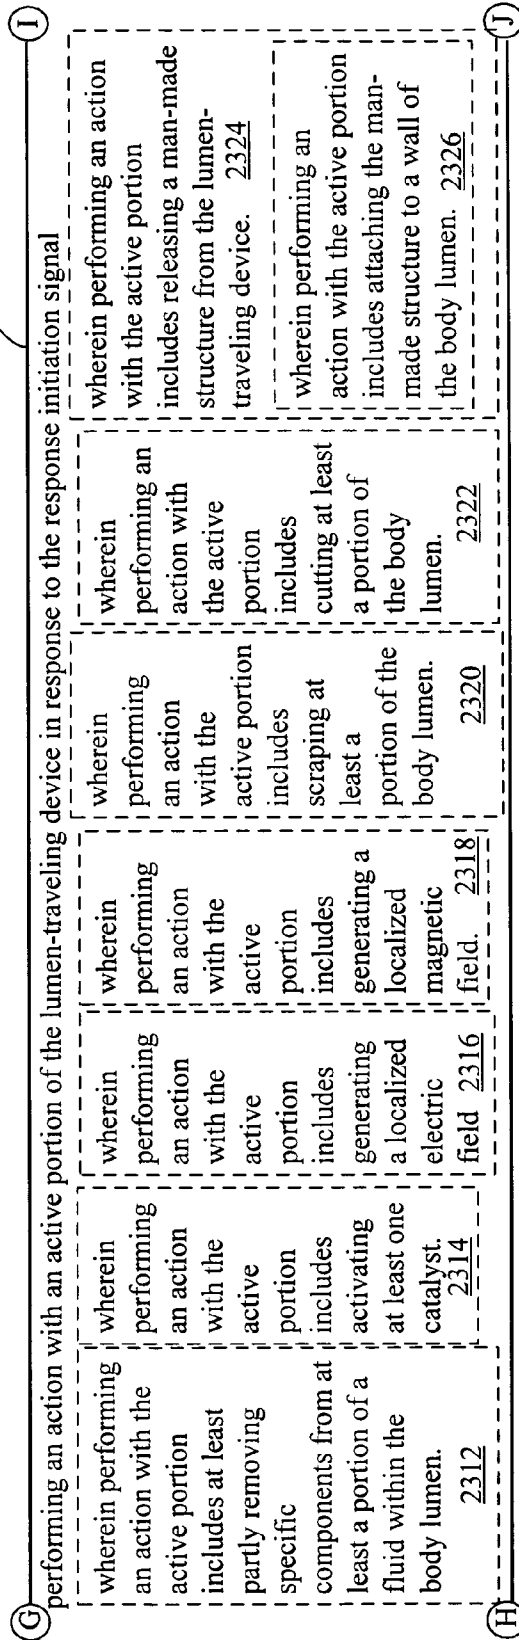 G
I
performing an action with an active portion of the lumen-traveling device in response to the response initiation signal
wherein performing
an action with the
active portion
includes at least
partly removing
specific
components from at
least a portion of a
fluid within the
body lumen.
2312
wherein
performing
an action
with the
active
portion
includes
activating
at least one
catalyst.
2314
wherein
performing
an action
with the
active
portion
includes
generating
a localized
electric
field 2316
wherein
performing
an action
with the
active
portion
includes
generating a
localized
magnetic
field. 2318
wherein
performing
an action
with the
active portion
includes
scraping at
least a
portion of the
body lumen.
2320
wherein
performing an
action with
the active
portion
includes
cutting at least
a portion of
the body
lumen.
2322
wherein performing an action
with the active portion
includes releasing a man-made
structure from the lumen-
traveling device. 2324
wherein performing an
action with the active portion
includes attaching the man-
made structure to a wall of
the body lumen. 2326
H
J